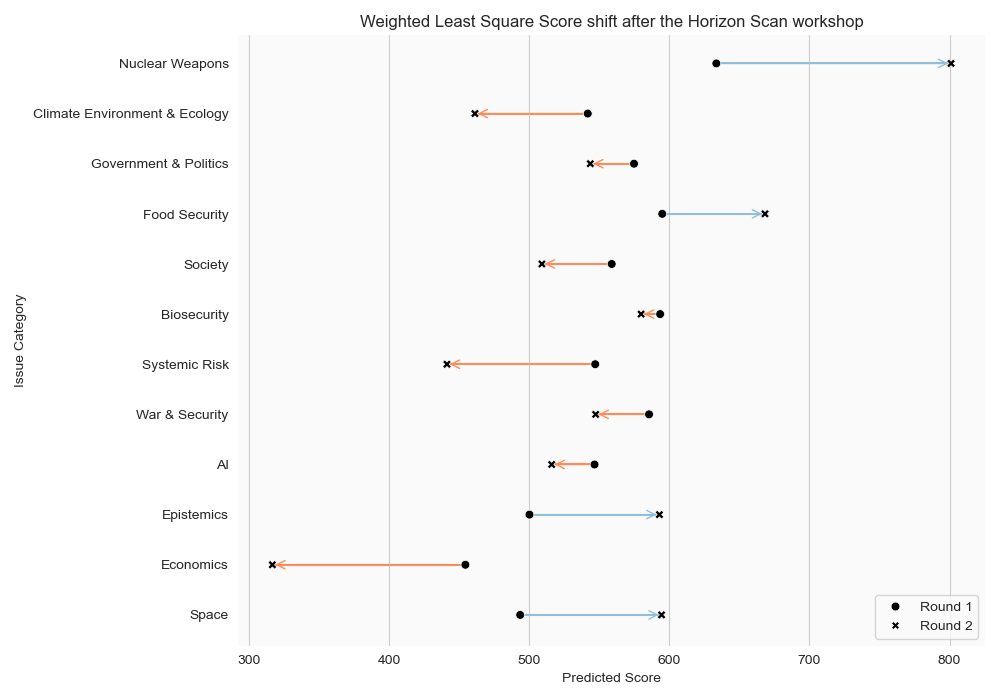 Weighted Least Square Score shift after the Horizon Scan workshop
Issue Category
Nuclear Weapons
Climate Environment & Ecology
Government & Politics
Food Security
Society
Biosecurity
Systemic Risk
War & Security
AI
Epistemics
Economics
Space
Round 1
Round 2
300 400 500 600 700 800
Predicted Score